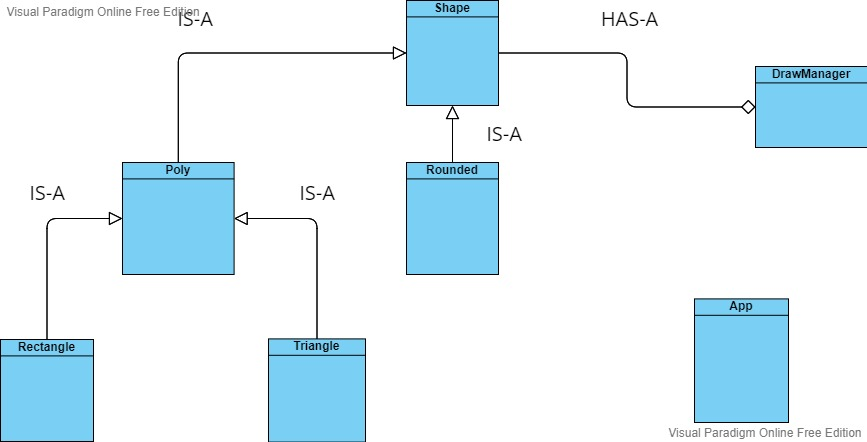 Visual Paradigm Online Free Edition
IS-A
Shape
HAS-A
DrawManager
IS-A
Poly
Rounded
IS-A
IS-A
App
Rectangle
Triangle
Visual Paradigm Online Free Edition